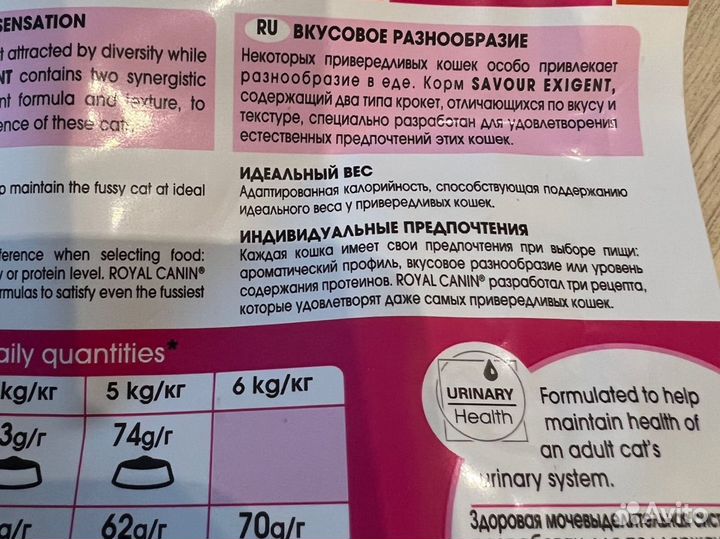 SENSATION
t attracted by diversity while
NT contains two synergistic
nt formula and texture, to
ence of these cat
p maintain the fussy cat at ideal
ference when selecting food:
y or protein level. ROYAL CANIN®
rmulas to satisfy even the fussiest
RU ВКУСОВОЕ РАЗНООБРАЗИЕ
Некоторых привередливых кошек особо привлекает
разнообразие в еде. Корм SAVOUR EXIGENT,
содержащий два типа крокет, отличающихся по вкусу и
текстуре, специально разработан для удовлетворения
естественных предпочтений этих кошек.
ИДЕАЛЬНЫЙ ВЕС
Адаптированная калорийность, способствующая поддержанию
идеального веса у привередливых кошек.
ИНДИВИДУАЛЬНЫЕ ПРЕДПОЧТЕНИЯ
Каждая кошка имеет свои предпочтения при выборе пищи:
ароматический профиль, вкусовое разнообразие или уровень
содержания протеинов. ROYAL CANIN® разработал три рецепта,
которые удовлетворят даже самых привередливых кошек.
aily quantities*
kg/кг 5 kg/кг 6 kg/кг
3g/г 74g/г
g/г 62g/г 70g/г
URINARY
Health
Formulated to help
maintain health of
an adult cat's
urinary system.
Здоровая мочевыделительная сист
Avito